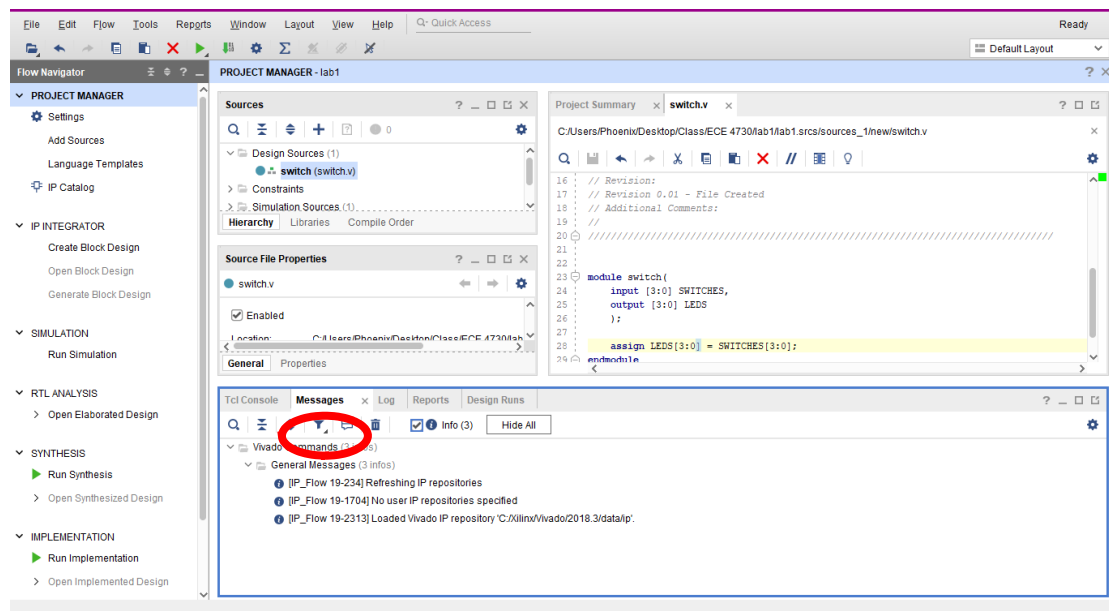 File Edit Flow Tools Reports Window Layout View Help Q- Quick Access Ready
Default Layout
Flow Navigator
PROJECT MANAGER
Settings
Add Sources
Language Templates
IP Catalog
IP INTEGRATOR
Create Block Design
Open Block Design
Generate Block Design
SIMULATION
Run Simulation
RTL ANALYSIS
Open Elaborated Design
SYNTHESIS
Run Synthesis
Open Synthesized Design
IMPLEMENTATION
Run Implementation
Open Implemented Design
PROJECT MANAGER - lab1
Sources
0
Design Sources (1)
switch (switch.v)
Constraints
Simulation Sources (1)
Hierarchy Libraries Compile Order
Source File Properties
switch.v
Enabled
Location: C:/Users/Phoenix/Desktop/Class/ECE 4730/lab
General Properties
Project Summary switch.v
C:/Users/Phoenix/Desktop/Class/ECE 4730/lab1/lab1.srcs/sources_1/new/switch.v
16 // Revision:
17 // Revision 0.01 - File Created
18 // Additional Comments:
19 //
20 //////////////////////////////////////////////////////////////////////////////////
21
22
23 module switch(
24 input [3:0] SWITCHES,
25 output [3:0] LEDS
26 );
27
28 assign LEDS[3:0] = SWITCHES[3:0];
29 endmodule
Tcl Console Messages Log Reports Design Runs
Info (3) Hide All
Vivado Commands (3 infos)
General Messages (3 infos)
[IP_Flow 19-234] Refreshing IP repositories
[IP_Flow 19-1704] No user IP repositories specified
[IP_Flow 19-2313] Loaded Vivado IP repository 'C:/Xilinx/Vivado/2018.3/data/ip'.